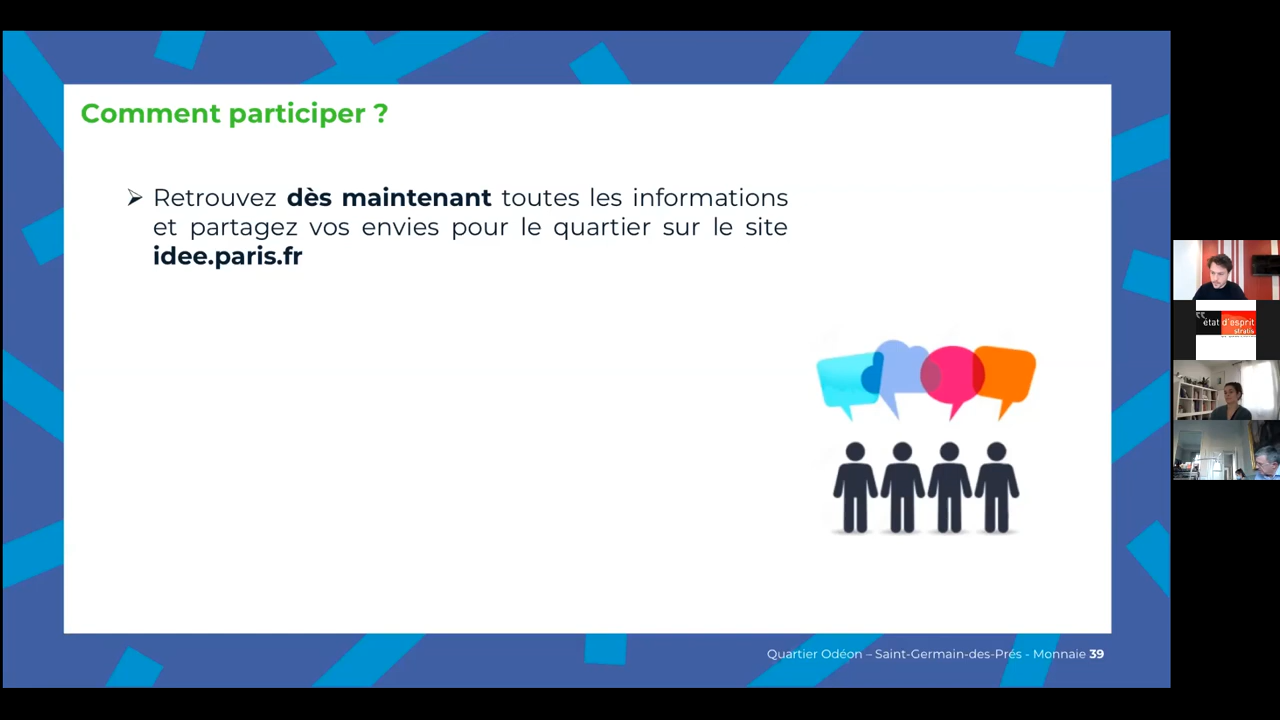 Comment participer ?
➢ Retrouvez dès maintenant toutes les informations
et partagez vos envies pour le quartier sur le site
idee.paris.fr
état d'esprit
stratis
Quartier Odéon – Saint-Germain-des-Prés - Monnaie 39